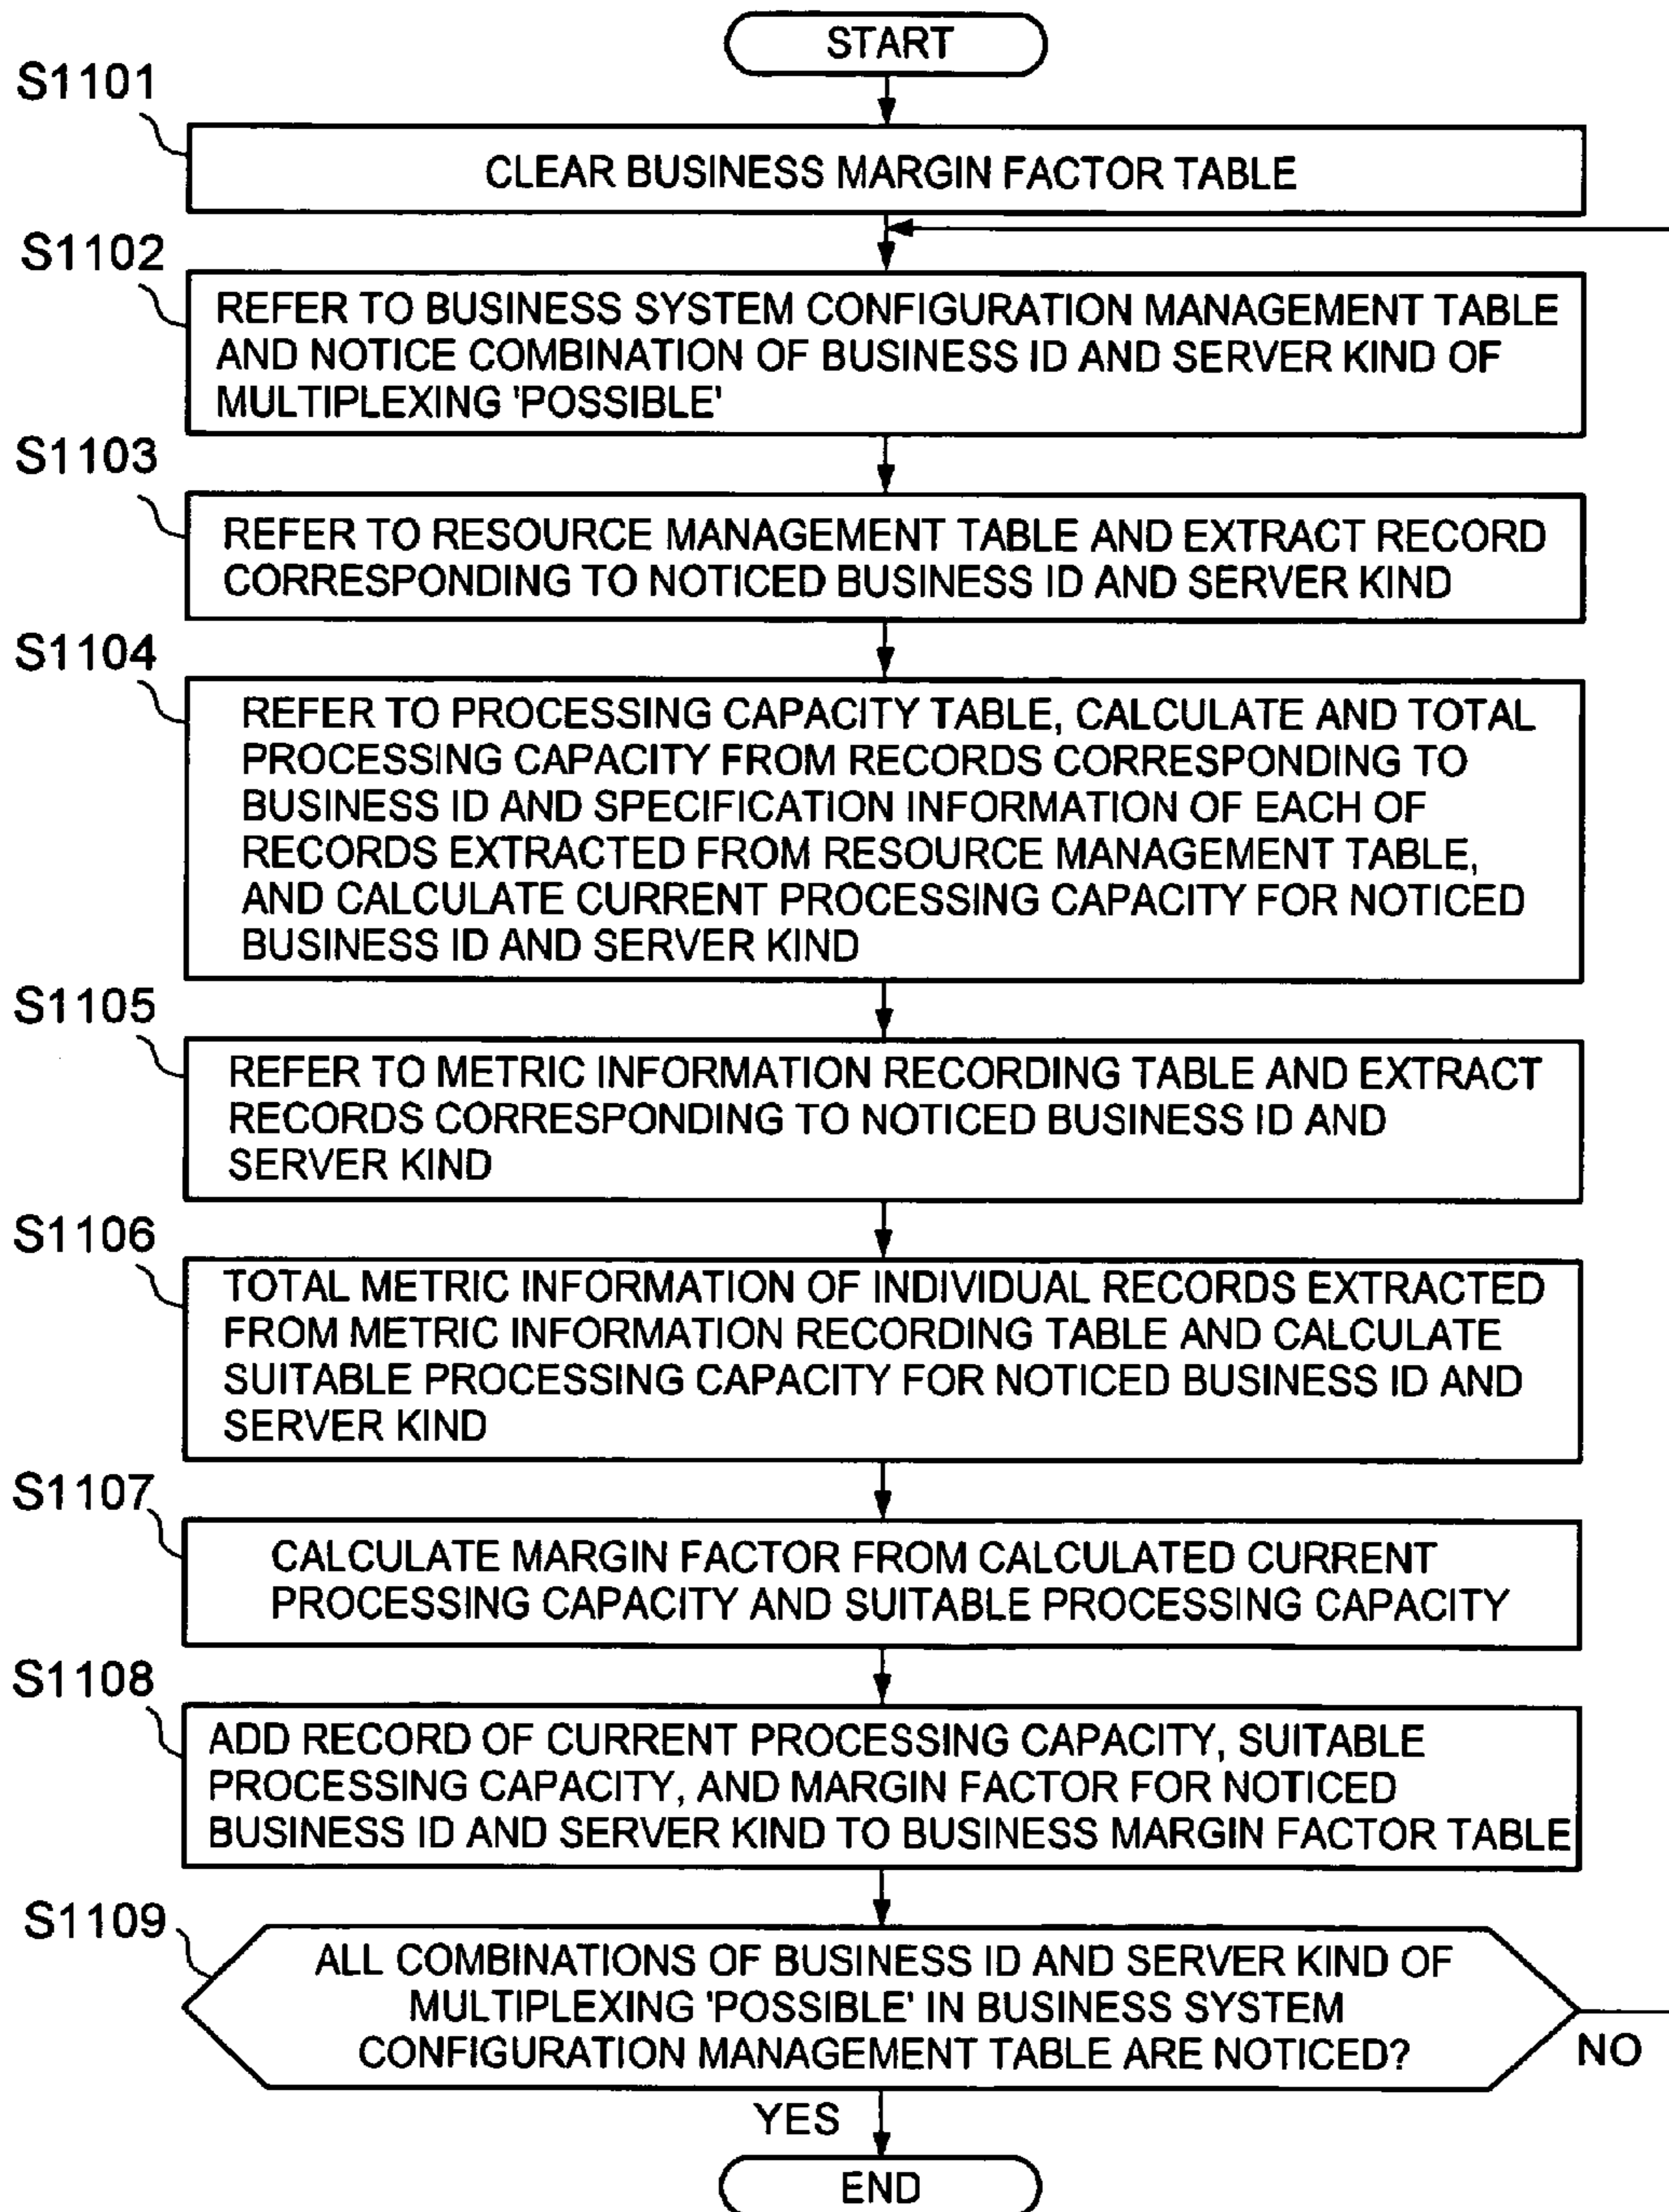 START
S1101
CLEAR BUSINESS MARGIN FACTOR TABLE
S1102
REFER TO BUSINESS SYSTEM CONFIGURATION MANAGEMENT TABLE
AND NOTICE COMBINATION OF BUSINESS ID AND SERVER KIND OF
MULTIPLEXING 'POSSIBLE'
S1103
REFER TO RESOURCE MANAGEMENT TABLE AND EXTRACT RECORD
CORRESPONDING TO NOTICED BUSINESS ID AND SERVER KIND
S1104
REFER TO PROCESSING CAPACITY TABLE, CALCULATE AND TOTAL
PROCESSING CAPACITY FROM RECORDS CORRESPONDING TO
BUSINESS ID AND SPECIFICATION INFORMATION OF EACH OF
RECORDS EXTRACTED FROM RESOURCE MANAGEMENT TABLE,
AND CALCULATE CURRENT PROCESSING CAPACITY FOR NOTICED
BUSINESS ID AND SERVER KIND
S1105
REFER TO METRIC INFORMATION RECORDING TABLE AND EXTRACT
RECORDS CORRESPONDING TO NOTICED BUSINESS ID AND
SERVER KIND
S1106
TOTAL METRIC INFORMATION OF INDIVIDUAL RECORDS EXTRACTED
FROM METRIC INFORMATION RECORDING TABLE AND CALCULATE
SUITABLE PROCESSING CAPACITY FOR NOTICED BUSINESS ID AND
SERVER KIND
S1107
CALCULATE MARGIN FACTOR FROM CALCULATED CURRENT
PROCESSING CAPACITY AND SUITABLE PROCESSING CAPACITY
S1108
ADD RECORD OF CURRENT PROCESSING CAPACITY, SUITABLE
PROCESSING CAPACITY, AND MARGIN FACTOR FOR NOTICED
BUSINESS ID AND SERVER KIND TO BUSINESS MARGIN FACTOR TABLE
S1109
ALL COMBINATIONS OF BUSINESS ID AND SERVER KIND OF
MULTIPLEXING 'POSSIBLE' IN BUSINESS SYSTEM
CONFIGURATION MANAGEMENT TABLE ARE NOTICED?
NO
YES
END